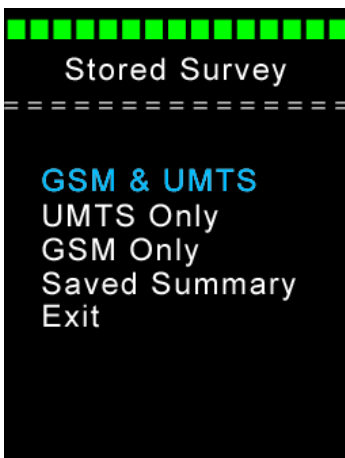 Stored Survey
===============
GSM & UMTS
UMTS Only
GSM Only
Saved Summary
Exit